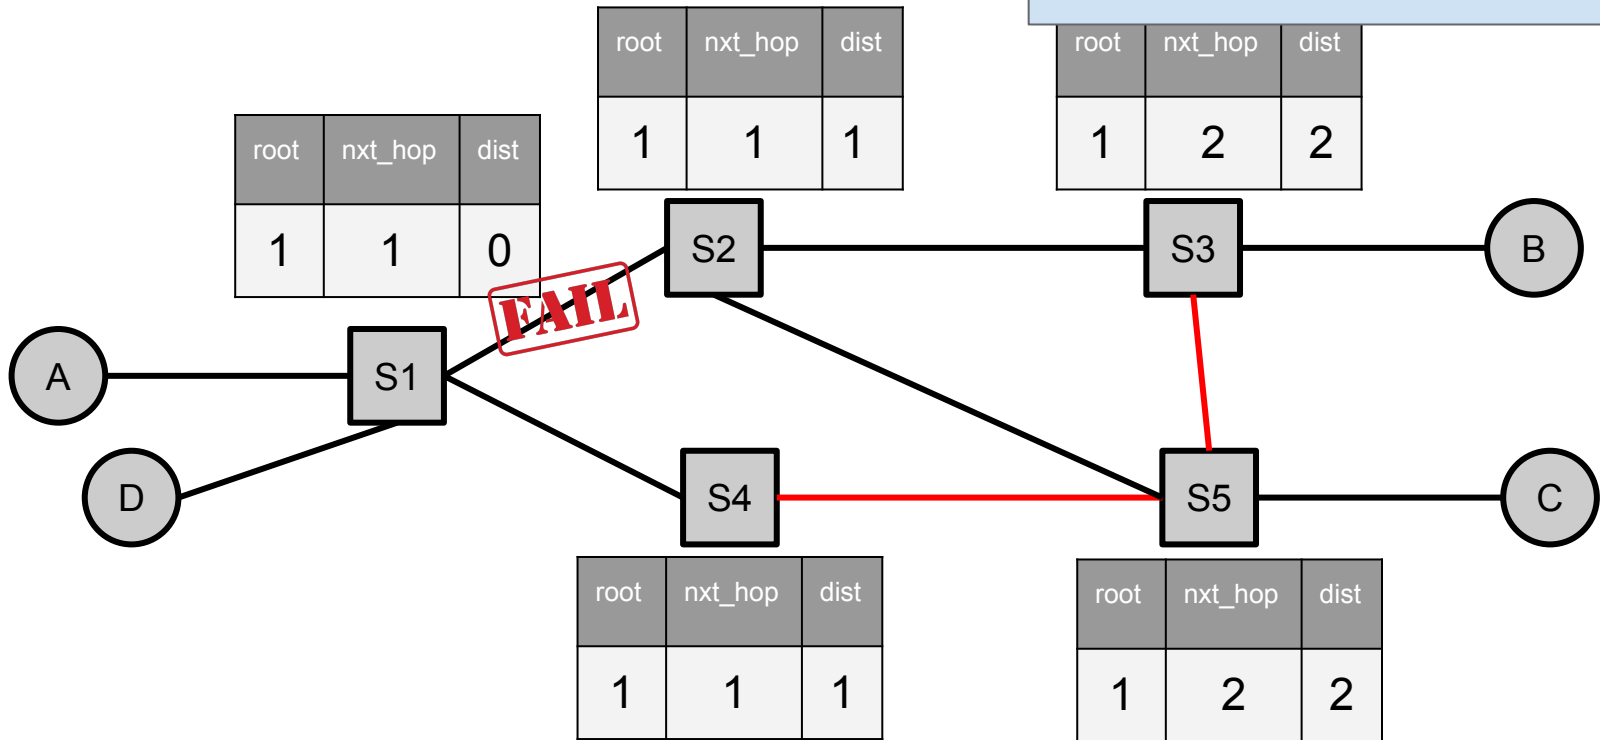 root nxt_hop dist
1 1 1
root nxt_hop dist
1 2 2
root nxt_hop dist
1 1 0
S2
S3
B
FAIL
A
S1
D
S4
S5
C
root nxt_hop dist
1 1 1
root nxt_hop dist
1 2 2